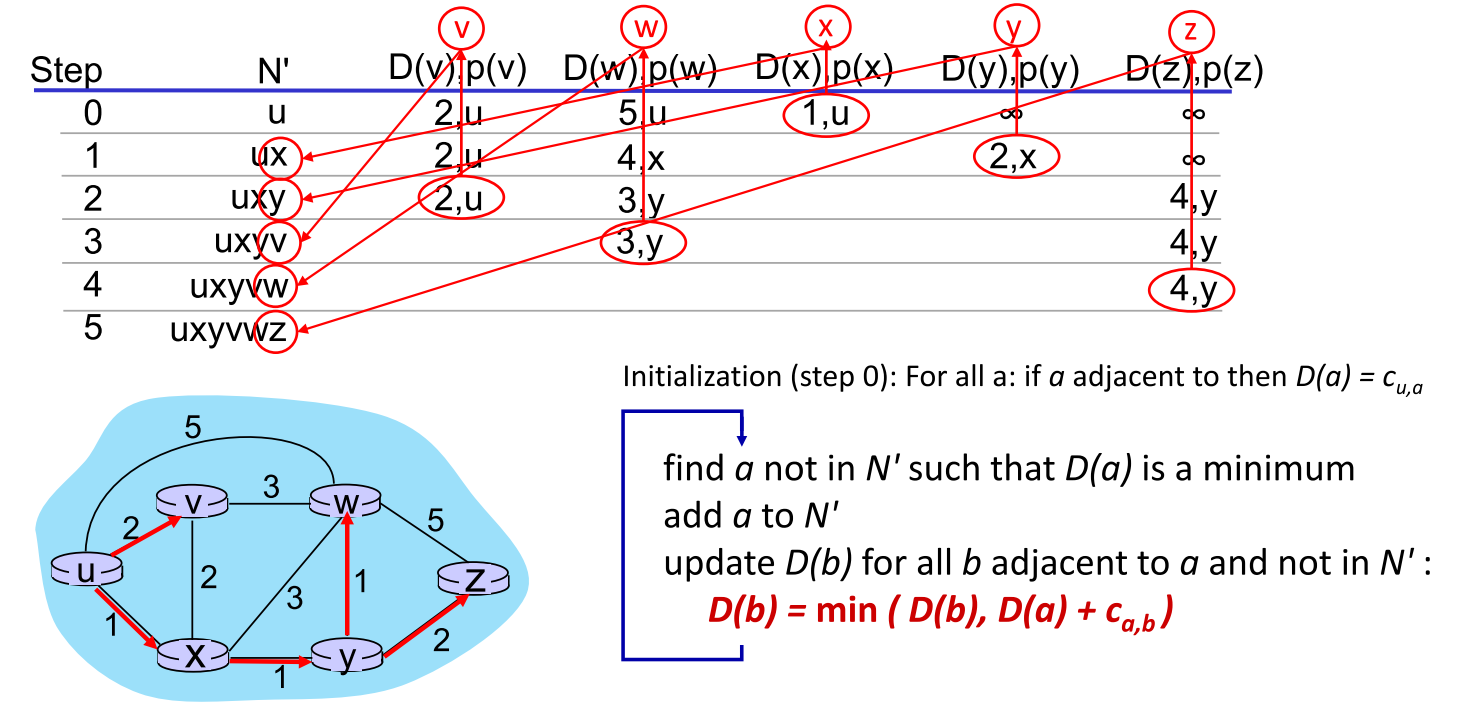 v w x y z
Step N' D(v),p(v) D(w),p(w) D(x),p(x) D(y),p(y) D(z),p(z)
0 u 2,u 5,u 1,u ∞ ∞
1 ux 2,u 4,x 2,x ∞
2 uxy 2,u 3,y 4,y
3 uxyv 3,y 4,y
4 uxyvw 4,y
5 uxyvwz
Initialization (step 0): For all a: if a adjacent to then D(a) = cu,a
find a not in N' such that D(a) is a minimum
add a to N'
update D(b) for all b adjacent to a and not in N' :
D(b) = min ( D(b), D(a) + ca,b )
5
v 3 w
2 5
u 2 1 z
3
1 2
x 1 y